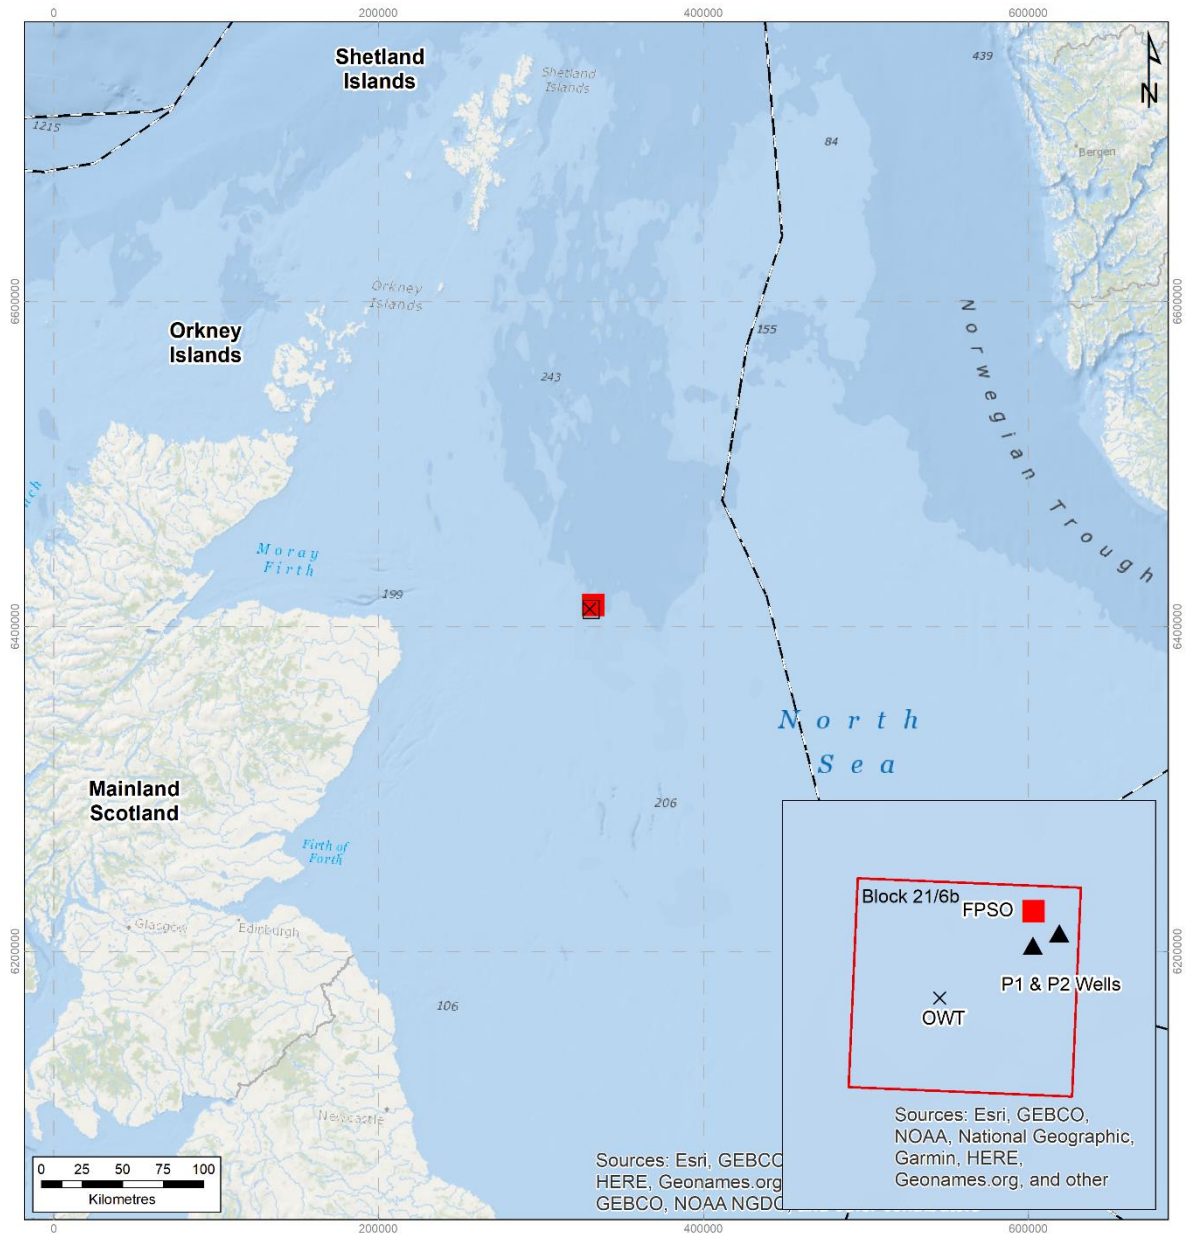 0
200000
400000
600000
Shetland
Islands
Shetland
Islands
439
N
1215
84
Bergen
6600000
6600000
Orkney
Islands
Orkney
Islands
155
243
Norwegian Trough
Moray
Firth
199
6400000
6400000
North
Sea
Mainland
Scotland
206
Firth of
Forth
Block 21/6b
FPSO
P1 & P2 Wells
OWT
Glasgow
Edinburgh
6200000
6200000
106
Newcastle
Sources: Esri, GEBCO,
NOAA, National Geographic,
Garmin, HERE,
Geonames.org, and other
Sources: Esri, GEBCO
HERE, Geonames.org
GEBCO, NOAA NGDC,
0 25 50 75 100
Kilometres
0
200000
400000
600000